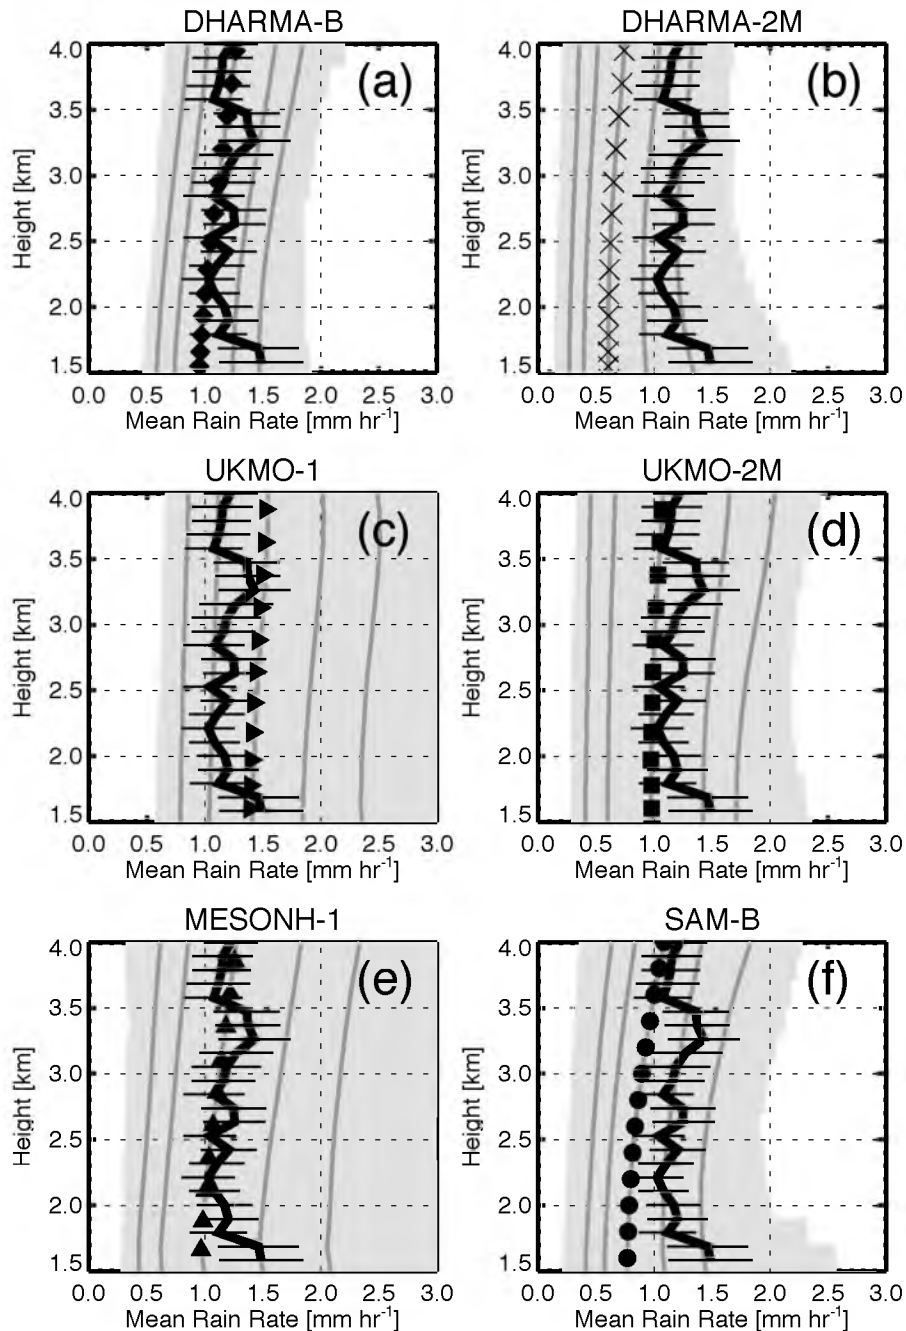 DHARMA-B
DHARMA-2M
4.0
3.5
3.0
2.5
2.0
1.5
Height [km]
(a)
0.0 0.5 1.0 1.5 2.0 2.5 3.0
Mean Rain Rate [mm hr-1]
4.0
3.5
3.0
2.5
2.0
1.5
Height [km]
(b)
0.0 0.5 1.0 1.5 2.0 2.5 3.0
Mean Rain Rate [mm hr-1]
UKMO-1
UKMO-2M
4.0
3.5
3.0
2.5
2.0
1.5
Height [km]
(c)
0.0 0.5 1.0 1.5 2.0 2.5 3.0
Mean Rain Rate [mm hr-1]
4.0
3.5
3.0
2.5
2.0
1.5
Height [km]
(d)
0.0 0.5 1.0 1.5 2.0 2.5 3.0
Mean Rain Rate [mm hr-1]
MESONH-1
SAM-B
4.0
3.5
3.0
2.5
2.0
1.5
Height [km]
(e)
0.0 0.5 1.0 1.5 2.0 2.5 3.0
Mean Rain Rate [mm hr-1]
4.0
3.5
3.0
2.5
2.0
1.5
Height [km]
(f)
0.0 0.5 1.0 1.5 2.0 2.5 3.0
Mean Rain Rate [mm hr-1]